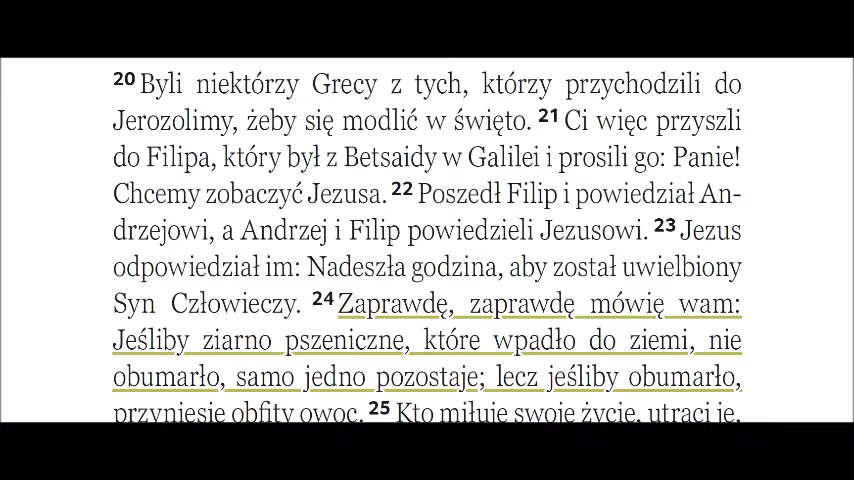 20 Byli niektórzy Grecy z tych, którzy przychodzili do
Jerozolimy, żeby się modlić w święto. 21 Ci więc przyszli
do Filipa, który był z Betsaidy w Galilei i prosili go: Panie!
Chcemy zobaczyć Jezusa. 22 Poszedł Filip i powiedział An-
drzejowi, a Andrzej i Filip powiedzieli Jezusowi. 23 Jezus
odpowiedział im: Nadeszła godzina, aby został uwielbiony
Syn Człowieczy. 24 Zaprawdę, zaprawdę mówię wam:
Jeśliby ziarno pszeniczne, które wpadło do ziemi, nie
obumarło, samo jedno pozostaje; lecz jeśliby obumarło,
przyniesie obfity owoc. 25 Kto miłuje swoje życie, utraci je,